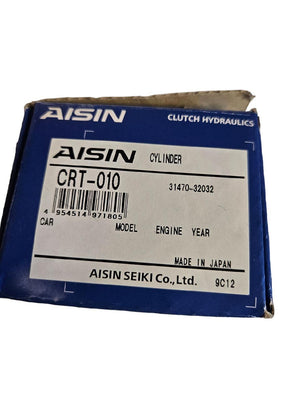 AISIN CLUTCH HYDRAULICS
AISIN CYLINDER
CRT-010 31470-32032
4 954514 971805
CAR MODEL ENGINE YEAR
MADE IN JAPAN
AISIN SEIKI Co.,Ltd. 9C12